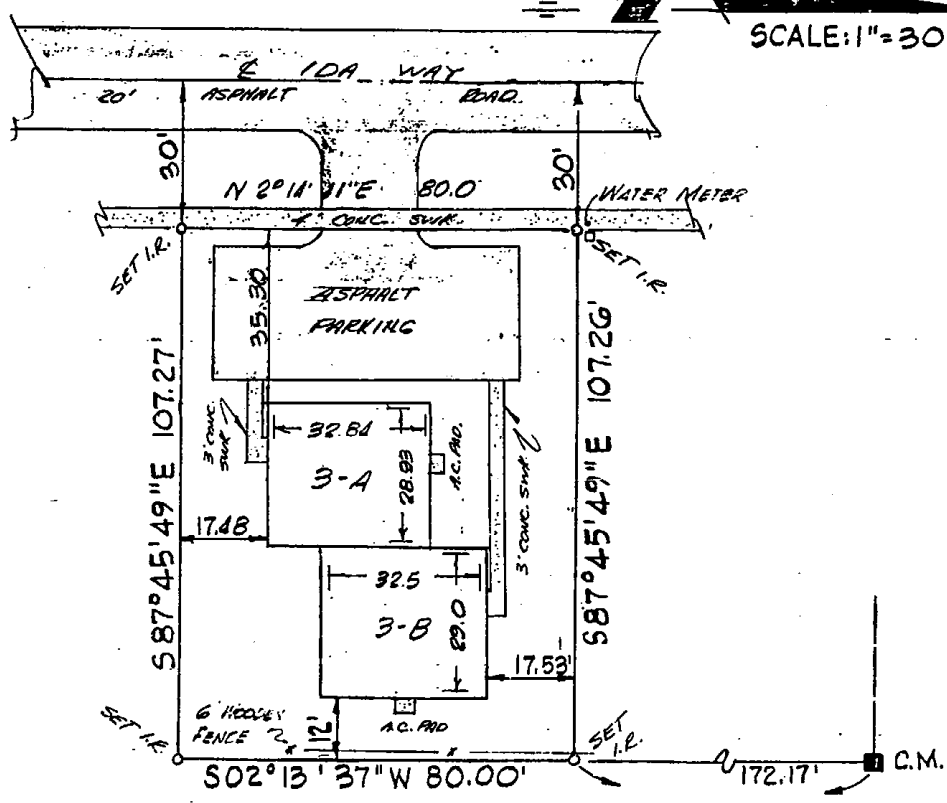 SCALE: 1"=30
℄ IDA WAY
20' ASPHALT ROAD
30'
30'
N 2°14' 11"E 80.0
WATER METER
4' CONC. SWK.
SET I.R.
SET I.R.
35.30
ASPHALT
PARKING
S87°45'49"E 107.27'
S87°45'49"E 107.26'
3' CONC.
SWK.
32.84
A.C. PAD.
3-A
28.93
3' CONC. SWK.
17.48
32.5
3-B
29.0
17.53'
SET I.R.
6' WOODEN
FENCE
12'
A.C. PAD
SET
I.R.
S02°13'37"W 80.00'
172.17'
C.M.